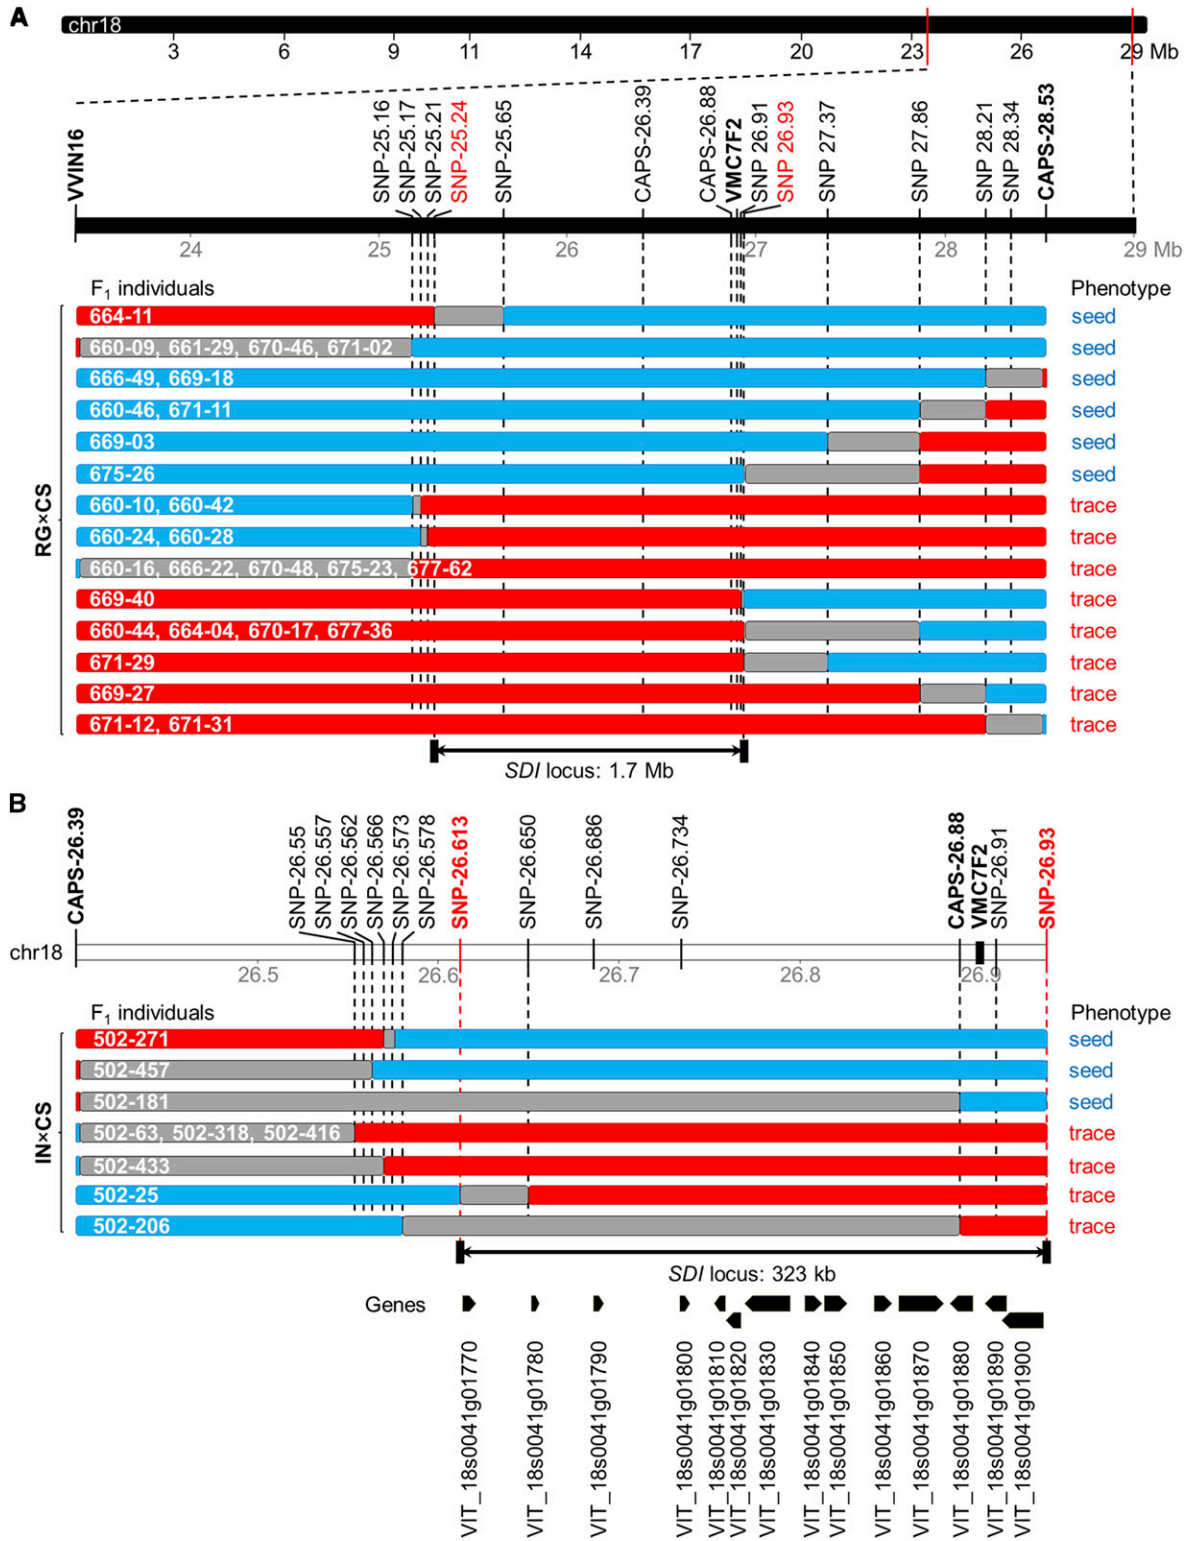 A
chr18
3 6 9 11 14 17 20 23 26 29 Mb
VVIN16
SNP-25.16
SNP-25.17
SNP-25.21
SNP-25.24
SNP-25.65
CAPS-26.39
CAPS-26.88
VMC7F2
SNP 26.91
SNP 26.93
SNP 27.37
SNP 27.86
SNP 28.21
SNP 28.34
CAPS-28.53
24 25 26 27 28 29 Mb
F1 individuals Phenotype
RG×CS
664-11 seed
660-09, 661-29, 670-46, 671-02 seed
666-49, 669-18 seed
660-46, 671-11 seed
669-03 seed
675-26 seed
660-10, 660-42 trace
660-24, 660-28 trace
660-16, 666-22, 670-48, 675-23, 677-62 trace
669-40 trace
660-44, 664-04, 670-17, 677-36 trace
671-29 trace
669-27 trace
671-12, 671-31 trace
SDI locus: 1.7 Mb
B
CAPS-26.39
SNP-26.55
SNP-26.557
SNP-26.562
SNP-26.566
SNP-26.573
SNP-26.578
SNP-26.613
SNP-26.650
SNP-26.686
SNP-26.734
CAPS-26.88
VMC7F2
SNP-26.91
SNP-26.93
chr18
26.5 26.6 26.7 26.8 26.9
F1 individuals Phenotype
IN×CS
502-271 seed
502-457 seed
502-181 seed
502-63, 502-318, 502-416 trace
502-433 trace
502-25 trace
502-206 trace
SDI locus: 323 kb
Genes
VIT_18s0041g01770
VIT_18s0041g01780
VIT_18s0041g01790
VIT_18s0041g01800
VIT_18s0041g01810
VIT_18s0041g01820
VIT_18s0041g01830
VIT_18s0041g01840
VIT_18s0041g01850
VIT_18s0041g01860
VIT_18s0041g01870
VIT_18s0041g01880
VIT_18s0041g01890
VIT_18s0041g01900